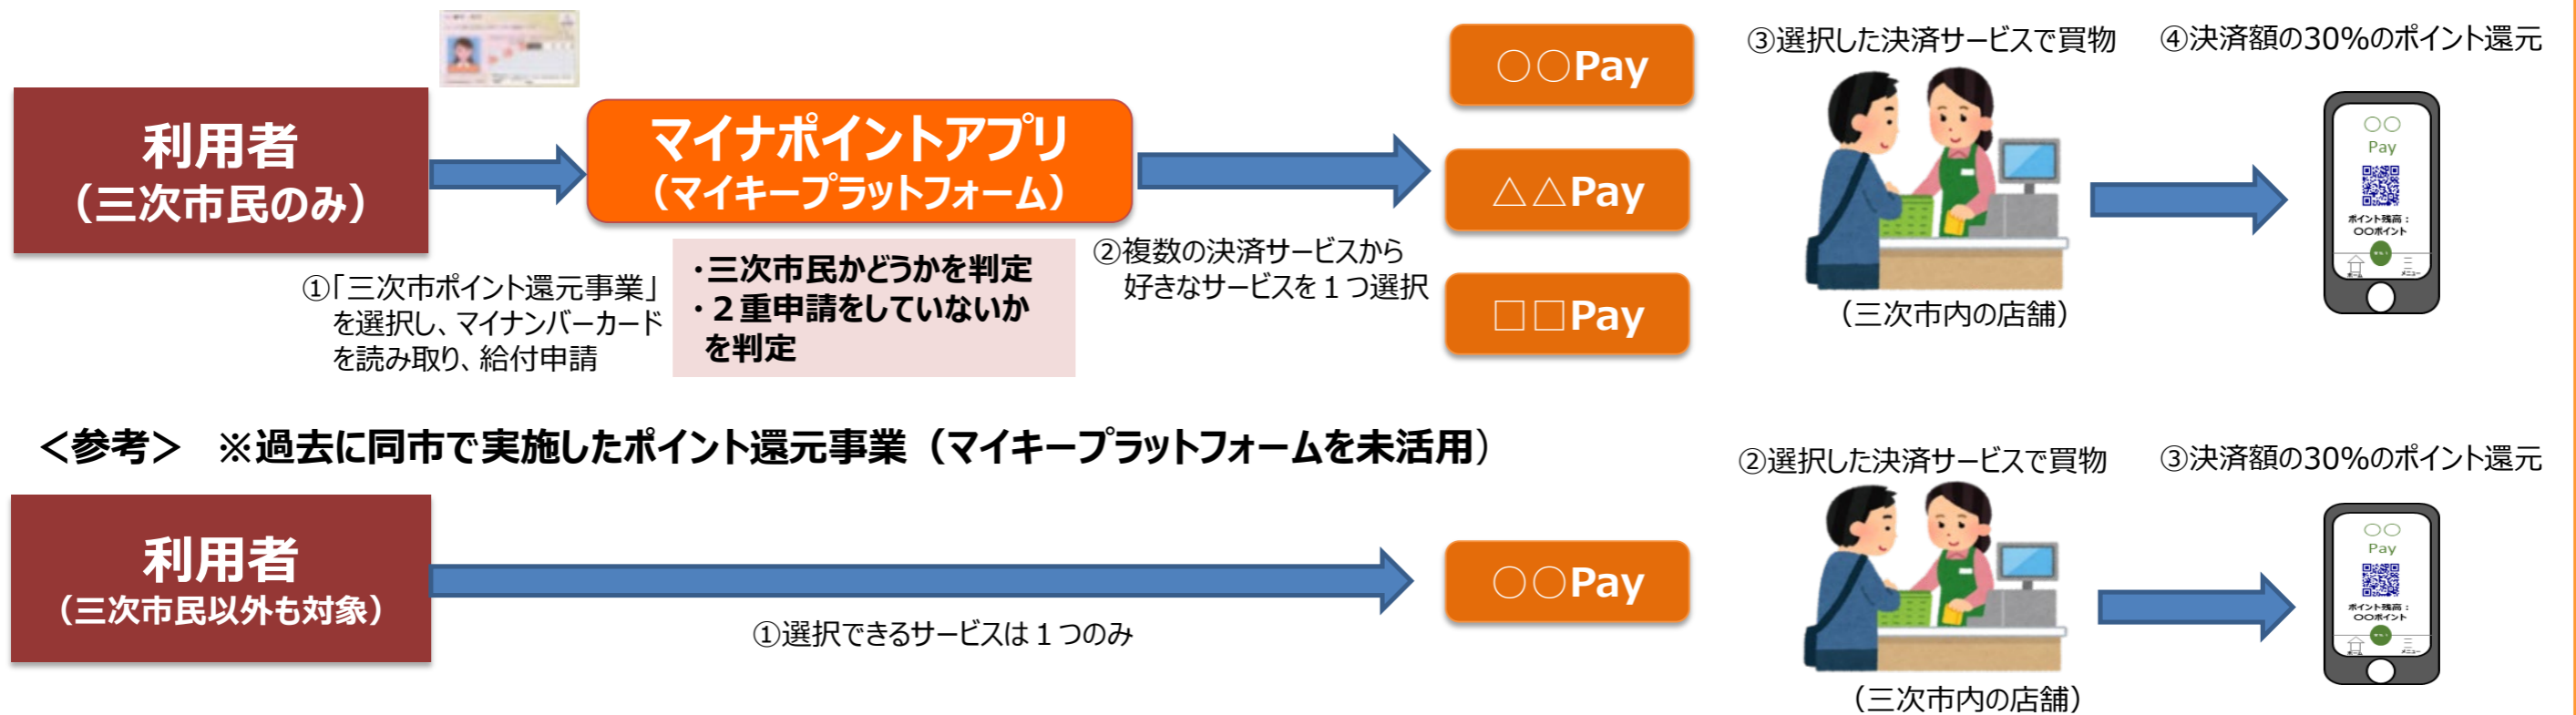 利用者
（三次市民のみ）
①「三次市ポイント還元事業」
を選択し、マイナンバーカード
を読み取り、給付申請
マイナポイントアプリ
（マイキープラットフォーム）
・三次市民かどうかを判定
・２重申請をしていないか
を判定
②複数の決済サービスから
好きなサービスを１つ選択
○○Pay
△△Pay
□□Pay
③選択した決済サービスで買物
（三次市内の店舗）
④決済額の30%のポイント還元
○○
Pay
ポイント残高：
○○ポイント
ホーム
メニュー
＜参考＞　※過去に同市で実施したポイント還元事業（マイキープラットフォームを未活用）
利用者
（三次市民以外も対象）
①選択できるサービスは１つのみ
○○Pay
②選択した決済サービスで買物
（三次市内の店舗）
③決済額の30%のポイント還元
○○
Pay
ポイント残高：
○○ポイント
ホーム
メニュー